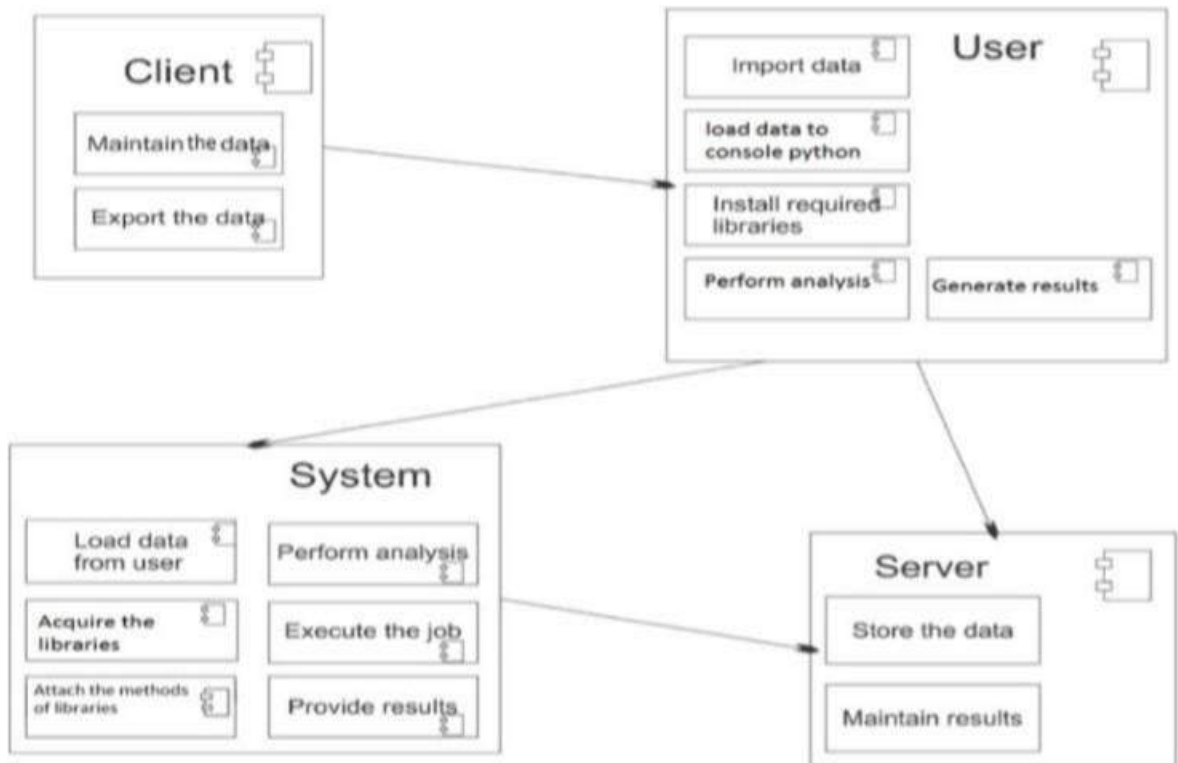 Client
Maintain the data
Export the data
User
Import data
load data to
console python
Install required
libraries
Perform analysis
Generate results
System
Load data
from user
Acquire the
libraries
Attach the methods
of libraries
Perform analysis
Execute the job
Provide results
Server
Store the data
Maintain results